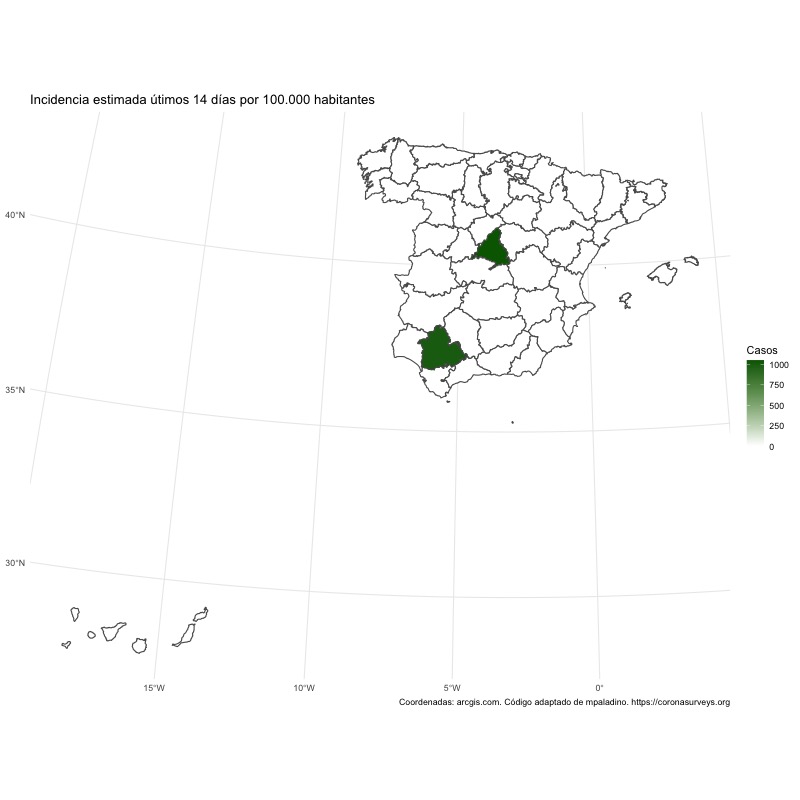 Incidencia estimada útimos 14 días por 100.000 habitantes
40°N
35°N
30°N
15°W
10°W
5°W
0°
Casos
1000
750
500
250
0
Coordenadas: arcgis.com. Código adaptado de mpaladino. https://coronasurveys.org